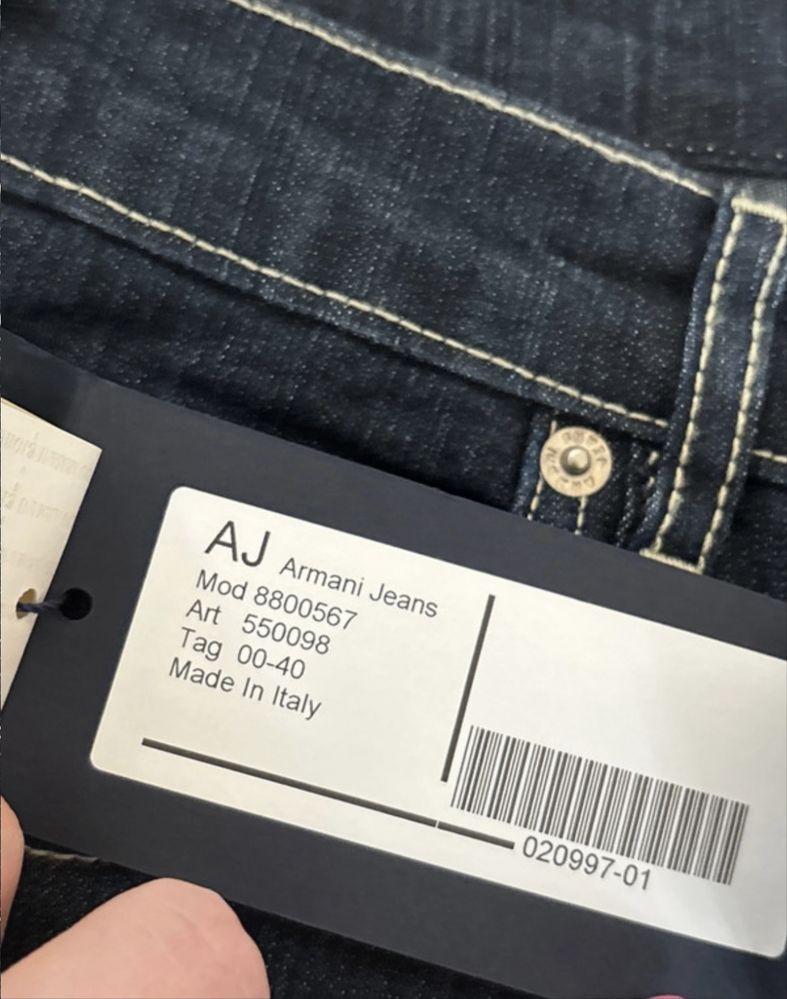 AJ Armani Jeans
Mod 8800567
Art 550098
Tag 00-40
Made In Italy
020997-01